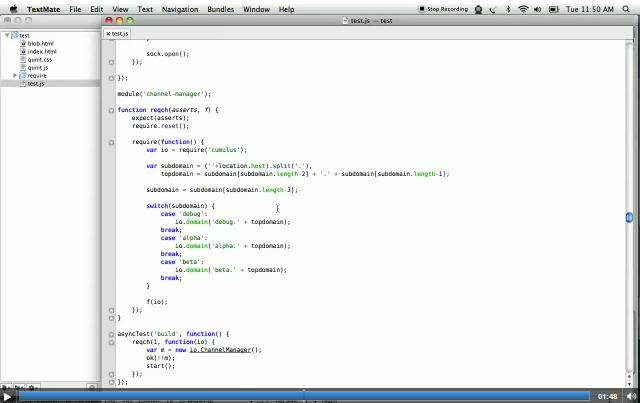 TextMate File Edit View Text Navigation Bundles Window Help Stop Recording Tue 11:50 AM
test.js — test
test
blob.html
index.html
qunit.css
qunit.js
require
test.js
test.js
sock.open();
});
});
module('channel-manager');
function reqch(asserts, f) {
expect(asserts);
require.reset();
require(function() {
var io = require('cumulus');
var subdomain = (''+location.host).split('.'),
topdomain = subdomain[subdomain.length-2] + '.' + subdomain[subdomain.length-1];
subdomain = subdomain[subdomain.length-3];
switch(subdomain) {
case 'debug':
io.domain('debug.' + topdomain);
break;
case 'alpha':
io.domain('alpha.' + topdomain);
break;
case 'beta':
io.domain('beta.' + topdomain);
break;
}
f(io);
});
}
asyncTest('build', function() {
reqch(1, function(io) {
var m = new io.ChannelManager();
ok(!!m);
start();
});
});
01:48